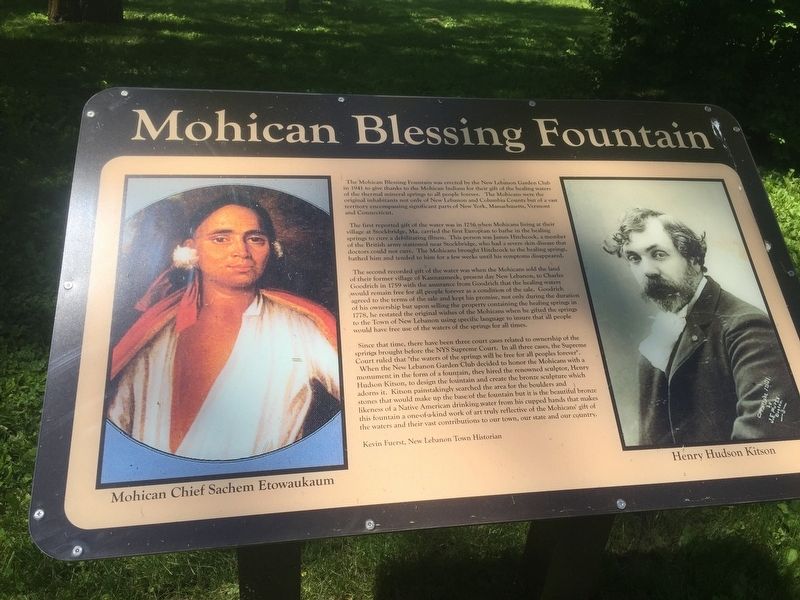 Mohican Blessing Fountain
The Mohican Blessing Fountain was erected by the New Lebanon Garden Club
in 1941 to give thanks to the Mohican Indians for their gift of the healing waters
of the thermal mineral springs to all people forever. The Mohicans were the
original inhabitants not only of New Lebanon and Columbia County but of a vast
territory encompassing significant parts of New York, Massachusetts, Vermont
and Connecticut.
The first reported gift of the water was in 1756 when Mohicans living at their
village at Stockbridge, Ma, carried the first European to bathe in the healing
springs to cure a debilitating illness. This person was James Hitchcock, a member
of the British army stationed near Stockbridge, who had a severe skin disease that
doctors could not cure. The Mohicans brought Hitchcock to the healing springs,
bathed him and tended to him for a few weeks until his symptoms disappeared.
The second recorded gift of the water was when the Mohicans sold the land
of their former village of present day New Lebanon, to Charles
Goodrich in 1759 with the assurance from Goodrich that the healing waters
would remain free for all people forever as a condition of the sale. Goodrich
agreed to the terms of the sale and kept his promise, not only during the duration
of his ownership but upon selling the property containing the healing springs in
1778, he restated the original wishes of the Mohicans when he gifted the springs
to the Town of New Lebanon using specific language to insure that all people
would have free use of the waters of the springs for all times.
Since that time, there have been three court cases related to ownership of the
springs brought before the NYS Supreme Court. In all three cases, the Supreme
Court ruled that "the waters of the springs will be free for all peoples forever".
When the New Lebanon Garden Club decided to honor the Mohicans with a
monument in the form of a fountain, they hired the renowned sculptor, Henry
Hudson Kitson, to design the fountain and create the bronze sculpture which
adorns it. Kitson painstakingly searched the area for the boulders and
stones that would make up the base of the fountain but it is the beautiful bronze
likeness of a Native American drinking water from his cupped hands that makes
this fountain a one-of-a-kind work of art truly reflective of the Mohicans' gift of
the waters and their vast contributions to our town, our state and our country.
Kevin Fuerst, New Lebanon Town Historian
Mohican Chief Sachem Etowaukaum
Henry Hudson Kitson